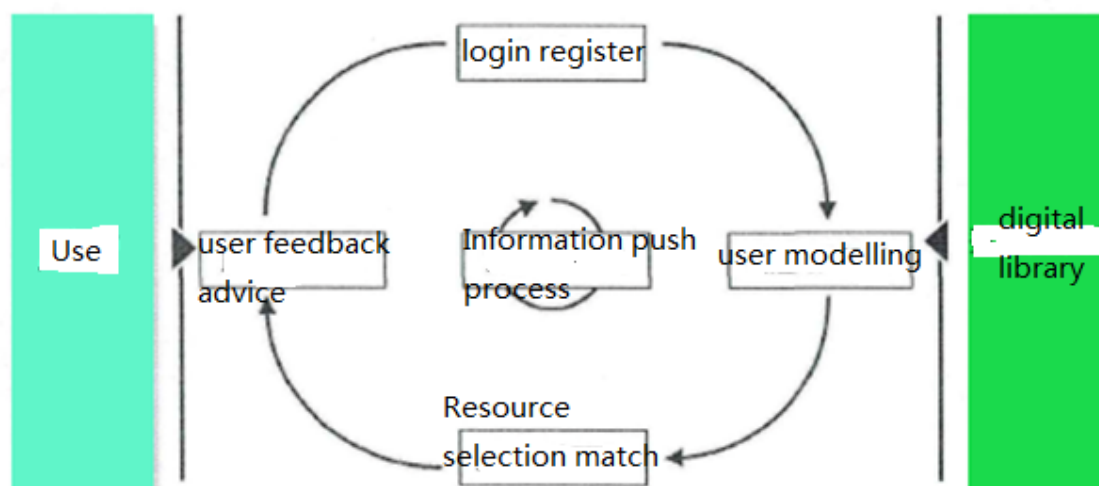 login register
Use
user feedback
advice
Information push
process
user modelling
digital
library
Resource
selection match